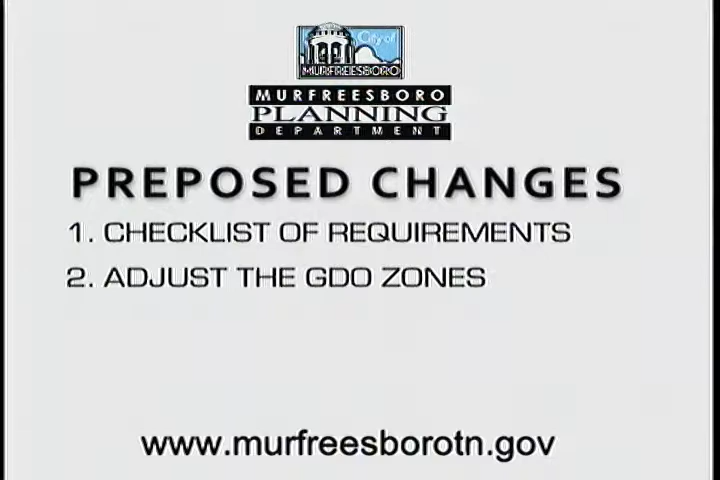 City of
MURFREESBORO
MURFREESBORO
PLANNING
DEPARTMENT
PREPOSED CHANGES
1. CHECKLIST OF REQUIREMENTS
2. ADJUST THE GDO ZONES
www.murfreesborotn.gov